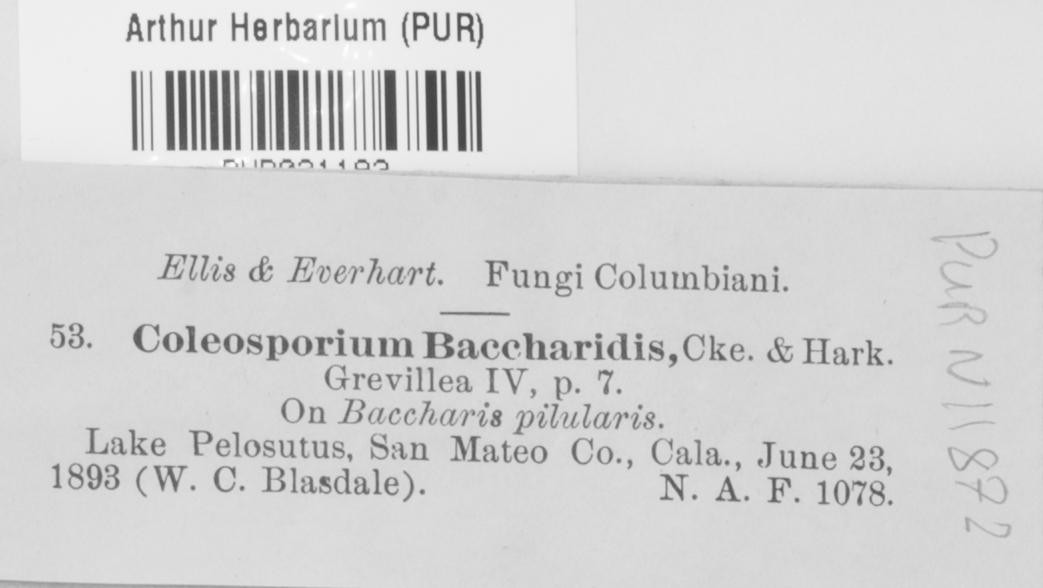 Arthur Herbarium (PUR)
Ellis & Everhart. Fungi Columbiani.
53. Coleosporium Baccharidis, Cke. & Hark.
Grevillea IV, p. 7.
On Baccharis pilularis.
Lake Pelosutus, San Mateo Co., Cala., June 23,
1893 (W. C. Blasdale). N. A. F. 1078.
PUR N11872